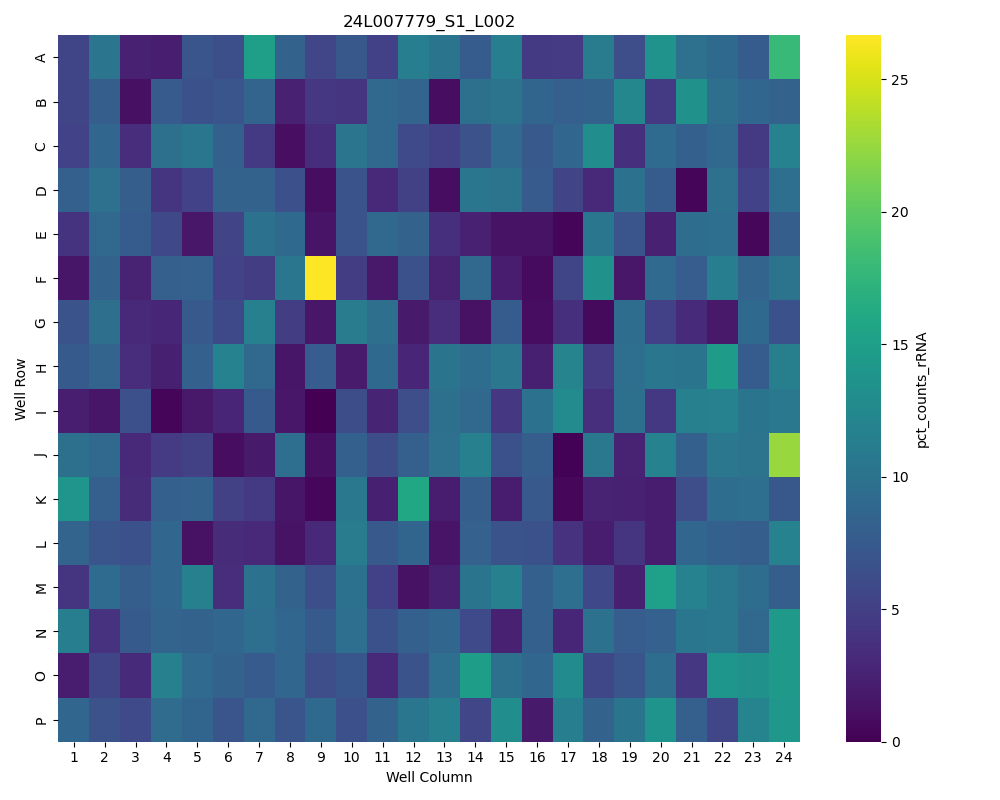 24L007779_S1_L002
A
B
C
D
E
F
G
H
I
J
K
L
M
N
O
P
Well Row
1 2 3 4 5 6 7 8 9 10 11 12 13 14 15 16 17 18 19 20 21 22 23 24
Well Column
25
20
15
10
5
0
pct_counts_rRNA